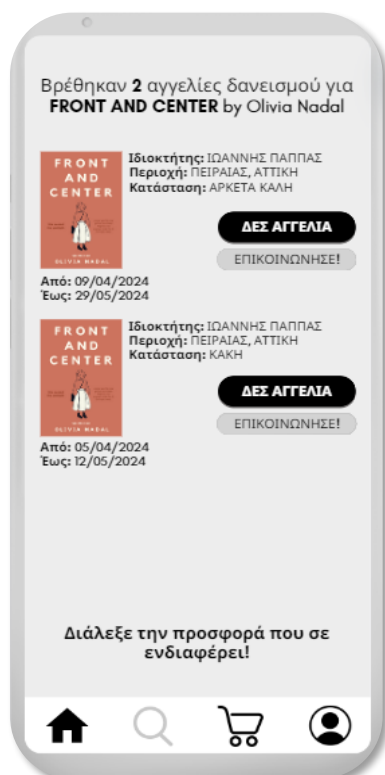 Βρέθηκαν 2 αγγελίες δανεισμού για
FRONT AND CENTER by Olivia Nadal
FRONT
AND
CENTER
OLIVIA NADAL
Ιδιοκτήτης: ΙΩΑΝΝΗΣ ΠΑΠΠΑΣ
Περιοχή: ΠΕΙΡΑΙΑΣ, ΑΤΤΙΚΗ
Κατάσταση: ΑΡΚΕΤΑ ΚΑΛΗ
ΔΕΣ ΑΓΓΕΛΙΑ
ΕΠΙΚΟΙΝΩΝΗΣΕ!
Από: 09/04/2024
Έως: 29/05/2024
FRONT
AND
CENTER
OLIVIA NADAL
Ιδιοκτήτης: ΙΩΑΝΝΗΣ ΠΑΠΠΑΣ
Περιοχή: ΠΕΙΡΑΙΑΣ, ΑΤΤΙΚΗ
Κατάσταση: ΚΑΚΗ
ΔΕΣ ΑΓΓΕΛΙΑ
ΕΠΙΚΟΙΝΩΝΗΣΕ!
Από: 05/04/2024
Έως: 12/05/2024
Διάλεξε την προσφορά που σε
ενδιαφέρει!